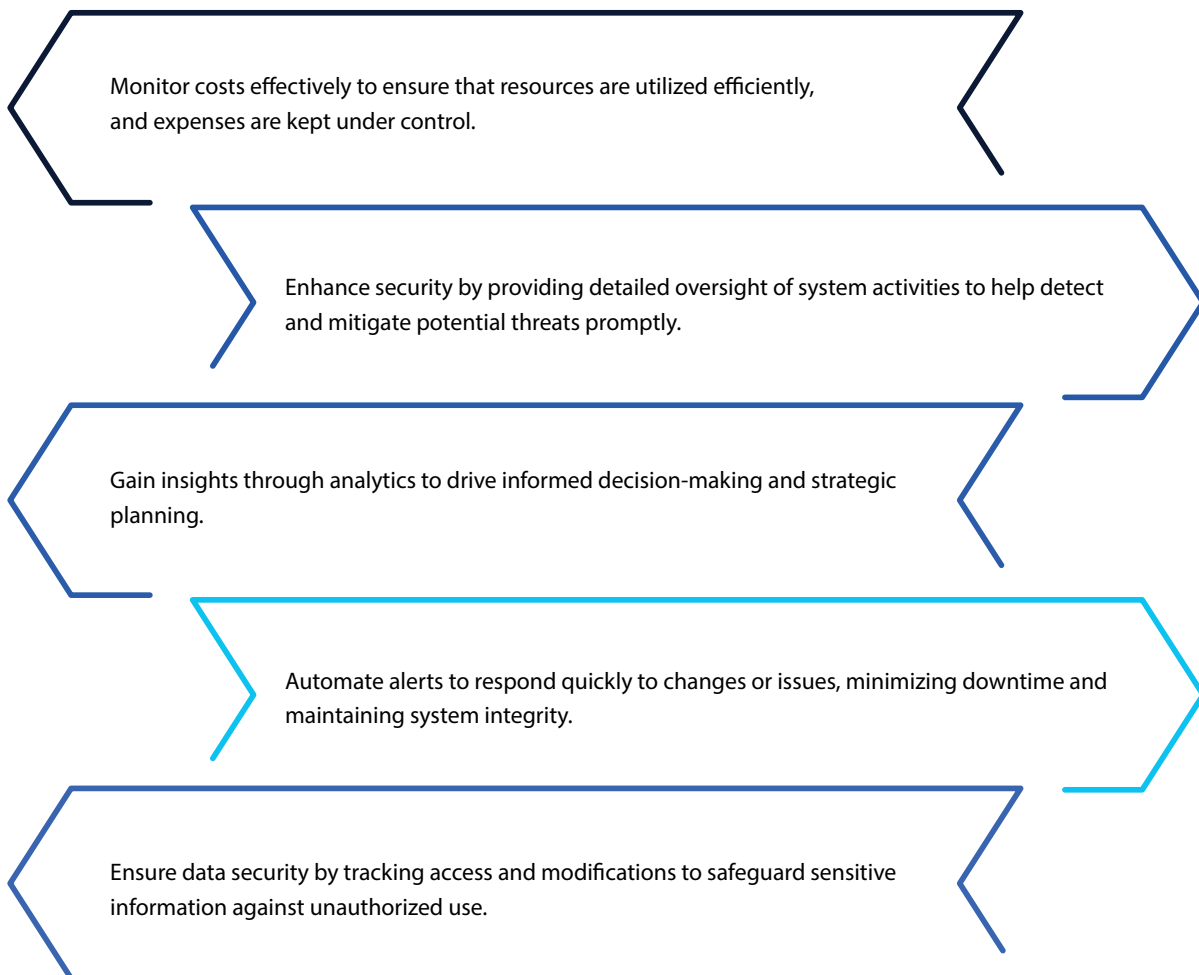 Monitor costs effectively to ensure that resources are utilized efficiently,
and expenses are kept under control.
Enhance security by providing detailed oversight of system activities to help detect
and mitigate potential threats promptly.
Gain insights through analytics to drive informed decision-making and strategic
planning.
Automate alerts to respond quickly to changes or issues, minimizing downtime and
maintaining system integrity.
Ensure data security by tracking access and modifications to safeguard sensitive
information against unauthorized use.